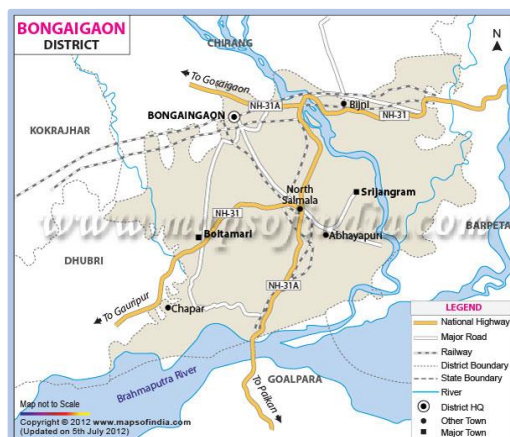 BONGAIGAON
DISTRICT
CHIRANG
N
To Gosaigaon
NH-31A
Bijni
NH-31
BONGAINGAON
KOKRAJHAR
North
Salmala
Srijangram
NH-31
www.mapsofindia.com
Boitamari
Abhayapuri
BARPETA
DHUBRI
NH-31A
To Gauripur
Chapar
Brahmaputra River
GOALPARA
To Paikan
LEGEND
National Highway
Major Road
Railway
District Boundary
State Boundary
River
District HQ
Other Town
Major Town
Map not to Scale
Copyright © 2012 www.mapsofindia.com
(Updated on 5th July 2012)